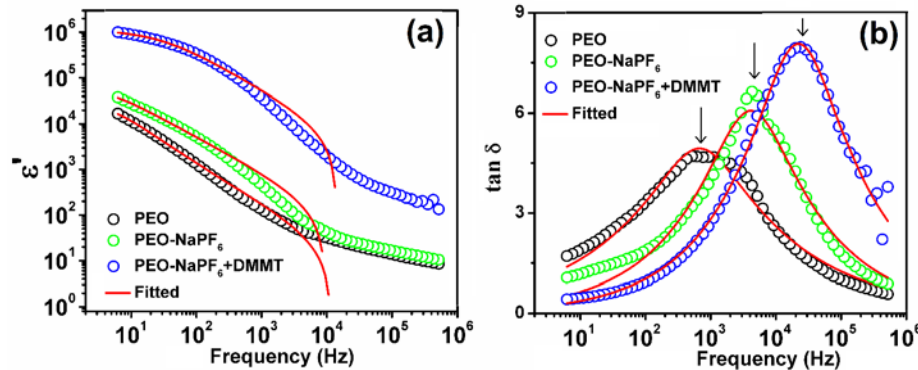 (a)
10⁶
10⁵
10⁴
10³
10²
10¹
10⁰
ε'
PEO
PEO-NaPF₆
PEO-NaPF₆+DMMT
Fitted
10¹ 10² 10³ 10⁴ 10⁵ 10⁶
Frequency (Hz)
(b)
9
6
3
0
tan δ
PEO
PEO-NaPF₆
PEO-NaPF₆+DMMT
Fitted
10¹ 10² 10³ 10⁴ 10⁵ 10⁶
Frequency (Hz)